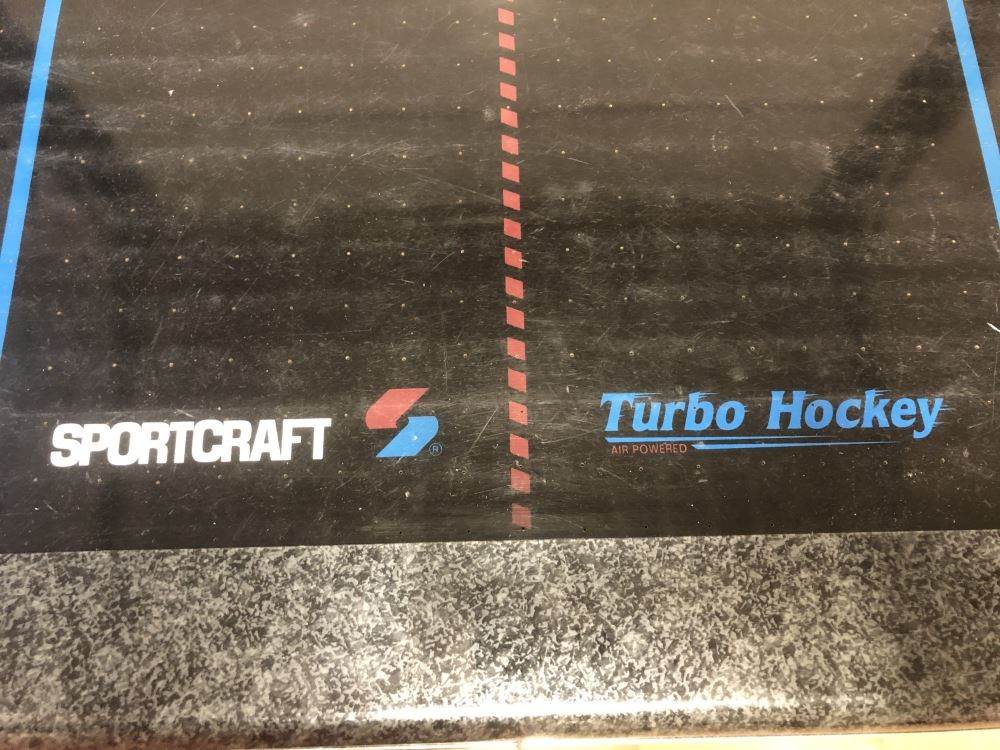 SPORTCRAFT
®
Turbo Hockey
AIR POWERED